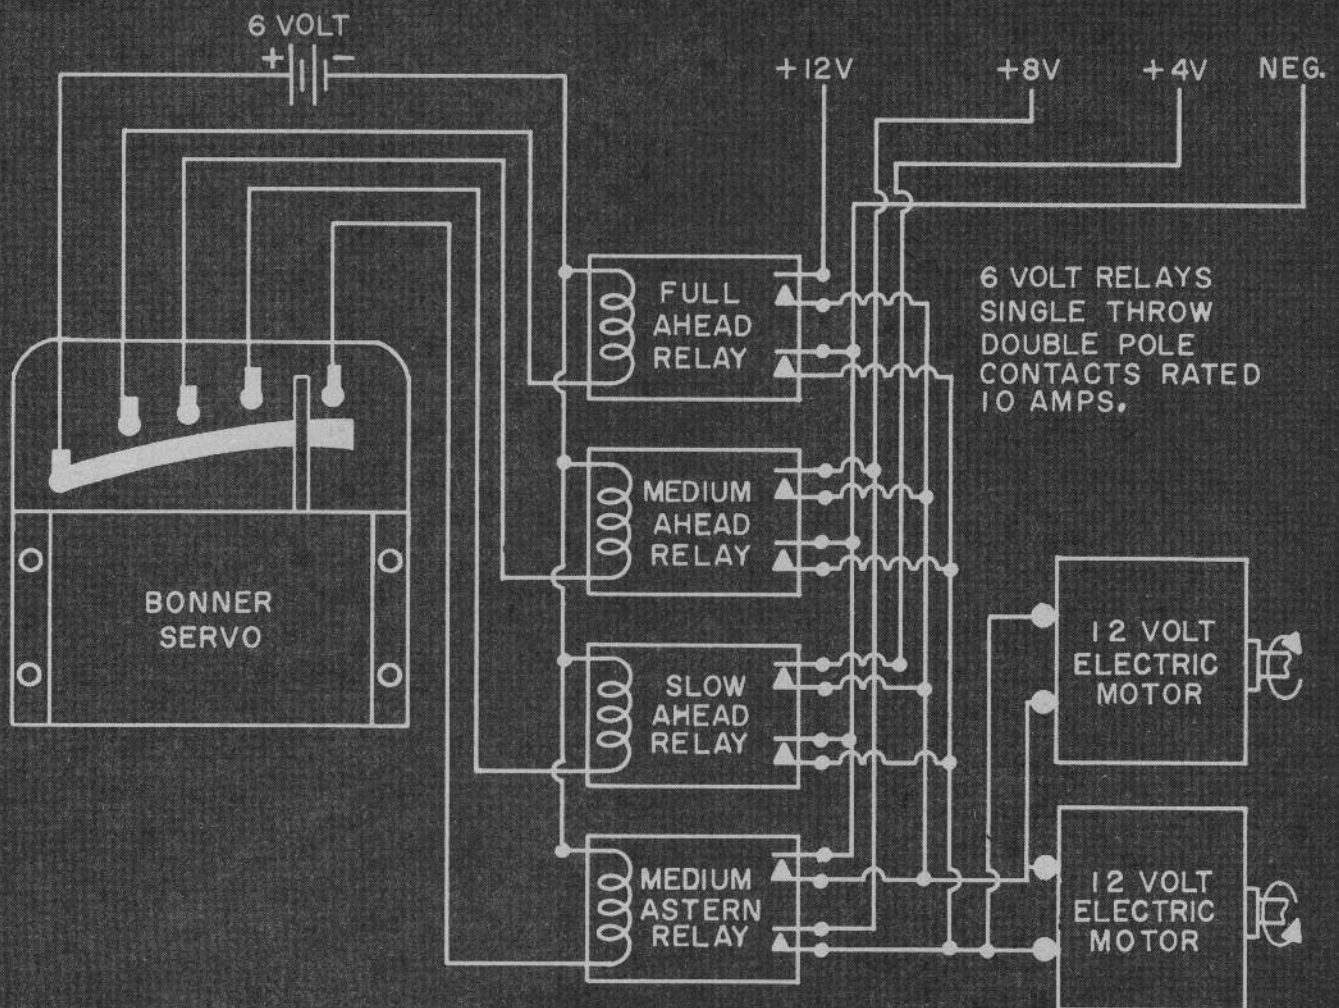 6 VOLT
+ -
+12V
+8V
+4V
NEG.
FULL
AHEAD
RELAY
6 VOLT RELAYS
SINGLE THROW
DOUBLE POLE
CONTACTS RATED
10 AMPS.
MEDIUM
AHEAD
RELAY
BONNER
SERVO
SLOW
AHEAD
RELAY
12 VOLT
ELECTRIC
MOTOR
MEDIUM
ASTERN
RELAY
12 VOLT
ELECTRIC
MOTOR